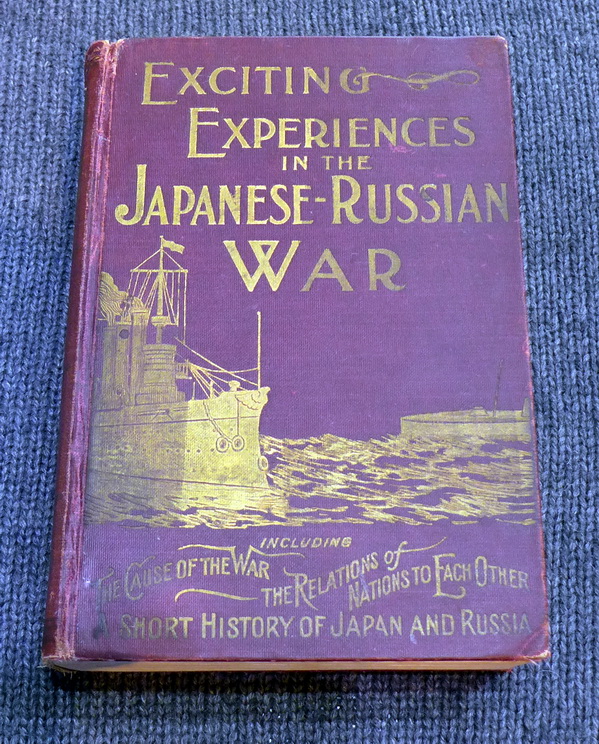 EXCITING
EXPERIENCES
IN THE
JAPANESE-RUSSIAN
WAR
INCLUDING
THE CAUSE OF THE WAR
THE RELATIONS OF
NATIONS TO EACH OTHER
A SHORT HISTORY OF JAPAN AND RUSSIA